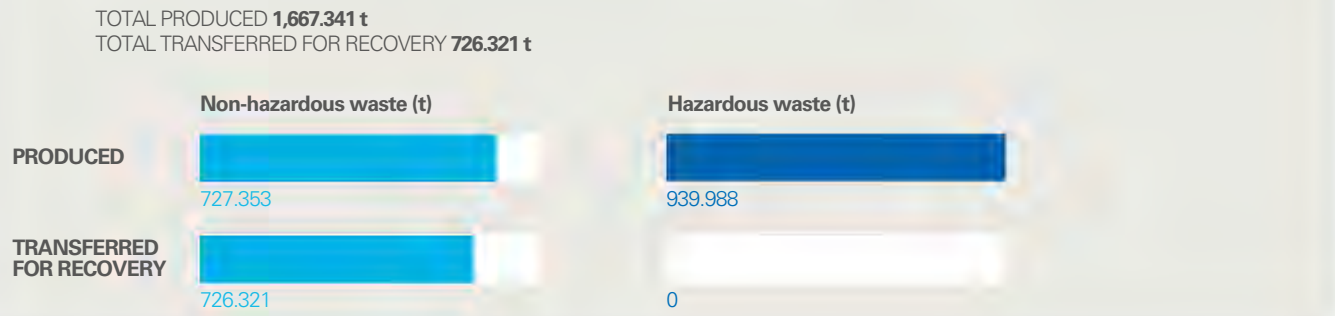 TOTAL PRODUCED 1,667.341 t
TOTAL TRANSFERRED FOR RECOVERY 726.321 t
Non-hazardous waste (t)
Hazardous waste (t)
PRODUCED
727.353
939.988
TRANSFERRED
FOR RECOVERY
726.321
0